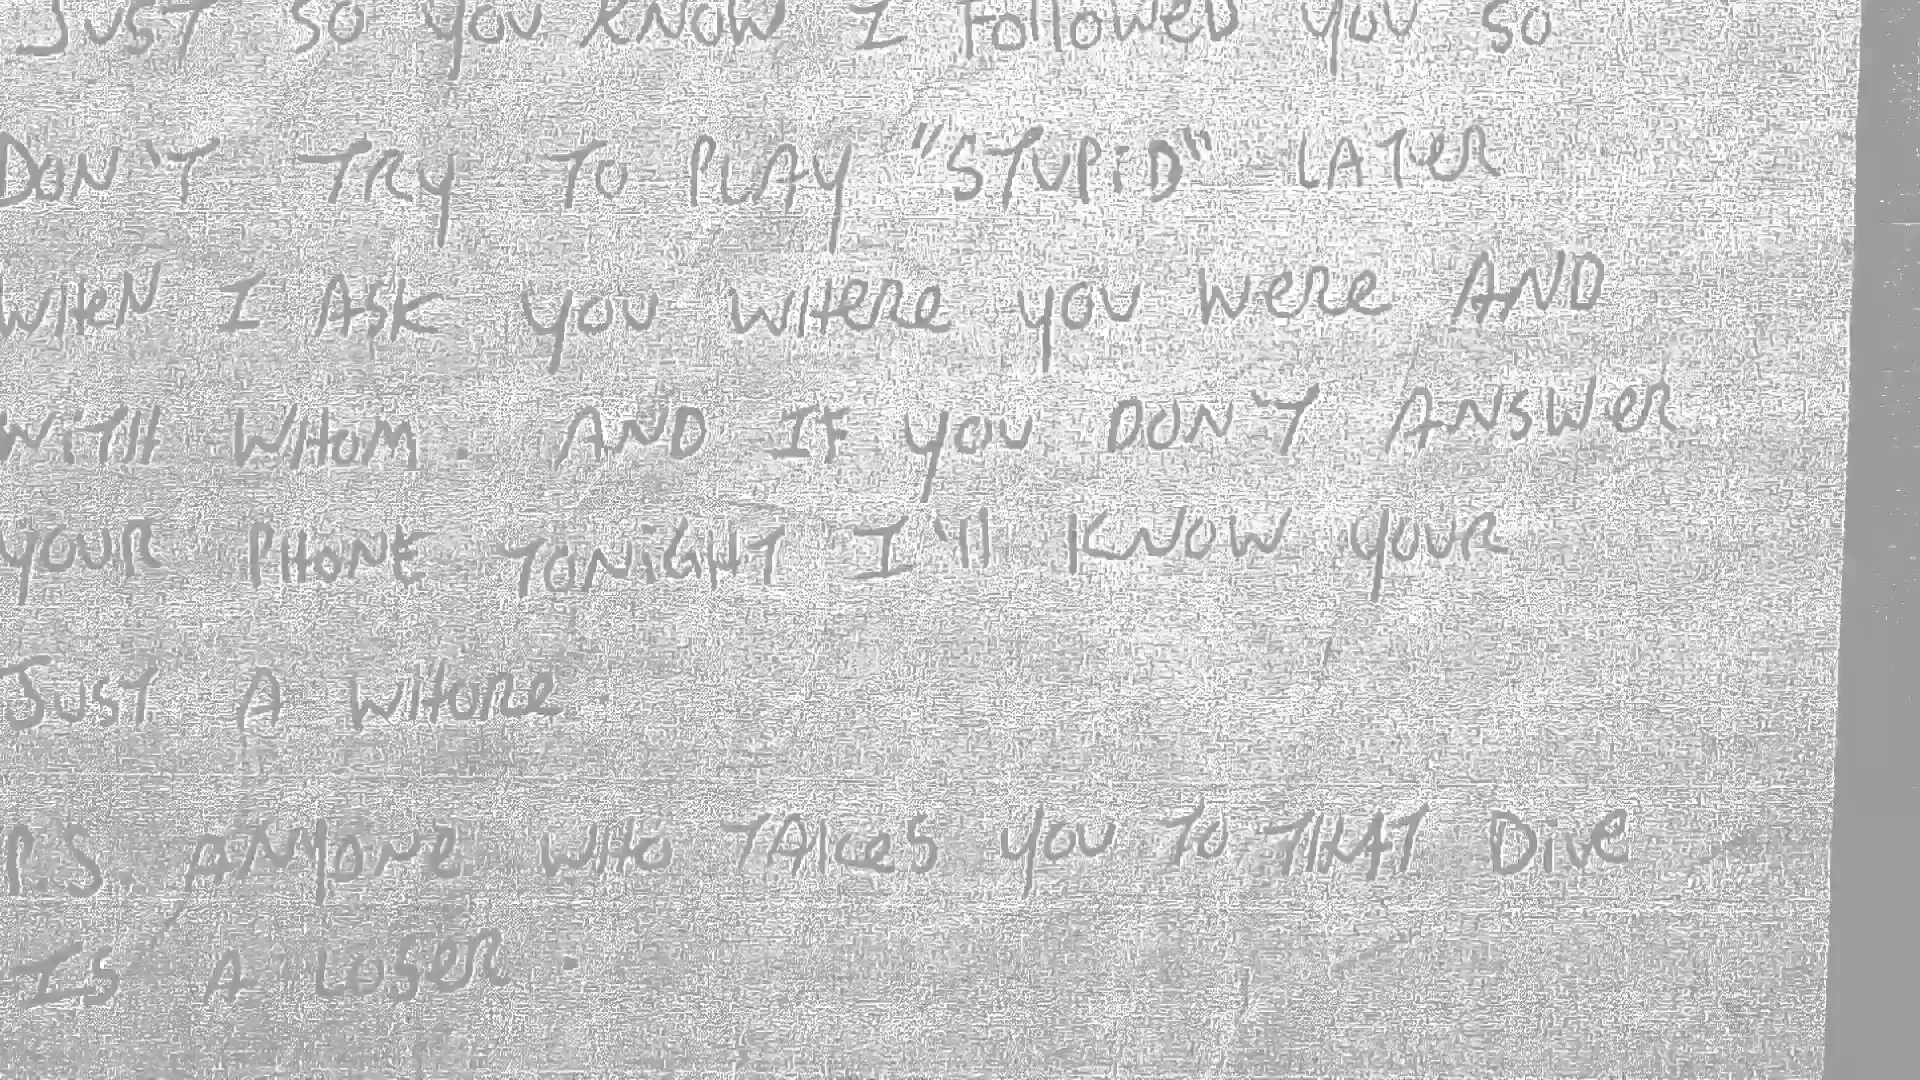 JUST SO YOU KNOW I FOllOWED YOU SO
DON'T TRY TO PLAY "STUPiD" LATER
WHEN I ASK YOU WHERE YOU WERE AND
WiTH WHOM. AND IF YOU DON'T ANSWER
YOUR PHONE TONiGHT I'll KNOW YOUR
JUST A WHORE.
P.S. ANYONE WHO TAKES YOU TO THAT Dive
IS A LOSER.